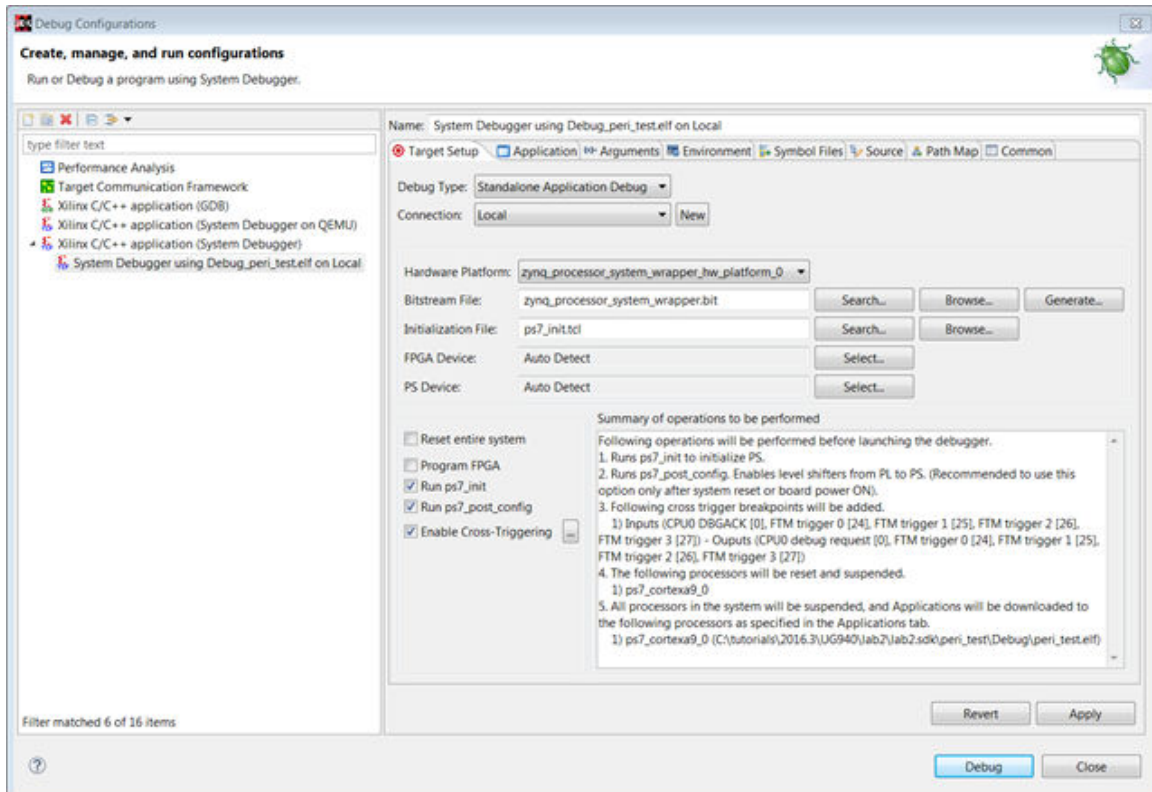 Debug Configurations
Create, manage, and run configurations
Run or Debug a program using System Debugger.
type filter text
Performance Analysis
Target Communication Framework
Xilinx C/C++ application (GDB)
Xilinx C/C++ application (System Debugger on QEMU)
Xilinx C/C++ application (System Debugger)
System Debugger using Debug_peri_test.elf on Local
Filter matched 6 of 16 items
Name: System Debugger using Debug_peri_test.elf on Local
Target Setup Application Arguments Environment Symbol Files Source Path Map Common
Debug Type: Standalone Application Debug
Connection: Local New
Hardware Platform: zynq_processor_system_wrapper_hw_platform_0
Bitstream File: zynq_processor_system_wrapper.bit Search... Browse... Generate...
Initialization File: ps7_init.tcl Search... Browse...
FPGA Device: Auto Detect Select...
PS Device: Auto Detect Select...
Reset entire system
Program FPGA
Run ps7_init
Run ps7_post_config
Enable Cross-Triggering ...
Summary of operations to be performed
Following operations will be performed before launching the debugger.
1. Runs ps7_init to initialize PS.
2. Runs ps7_post_config. Enables level shifters from PL to PS. (Recommended to use this
option only after system reset or board power ON).
3. Following cross trigger breakpoints will be added.
1) Inputs (CPU0 DBGACK [0], FTM trigger 0 [24], FTM trigger 1 [25], FTM trigger 2 [26],
FTM trigger 3 [27]) - Ouputs (CPU0 debug request [0], FTM trigger 0 [24], FTM trigger 1 [25],
FTM trigger 2 [26], FTM trigger 3 [27])
4. The following processors will be reset and suspended.
1) ps7_cortexa9_0
5. All processors in the system will be suspended, and Applications will be downloaded to
the following processors as specified in the Applications tab.
1) ps7_cortexa9_0 (C:\tutorials\2016.3\UG940\lab2\lab2.sdk\peri_test\Debug\peri_test.elf)
Revert Apply
Debug Close